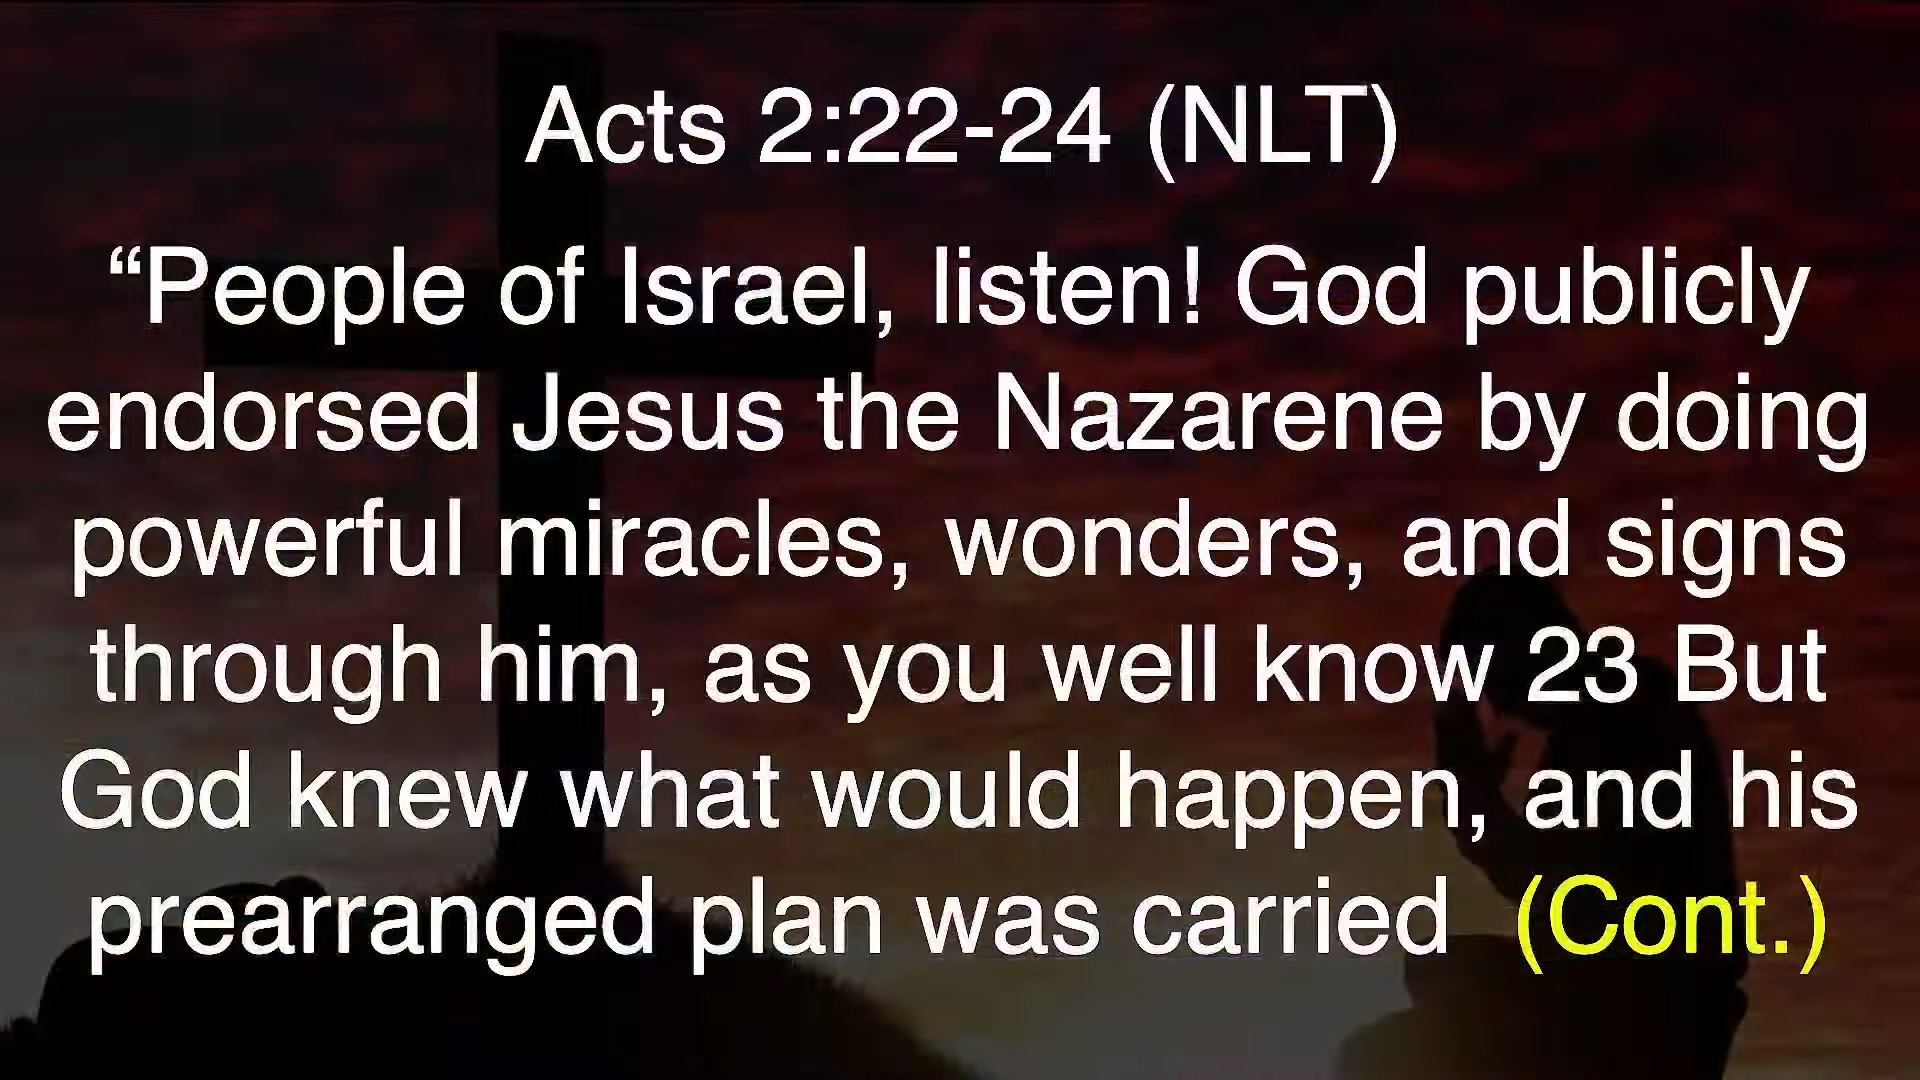 Acts 2:22-24 (NLT)
“People of Israel, listen! God publicly
endorsed Jesus the Nazarene by doing
powerful miracles, wonders, and signs
through him, as you well know 23 But
God knew what would happen, and his
prearranged plan was carried (Cont.)